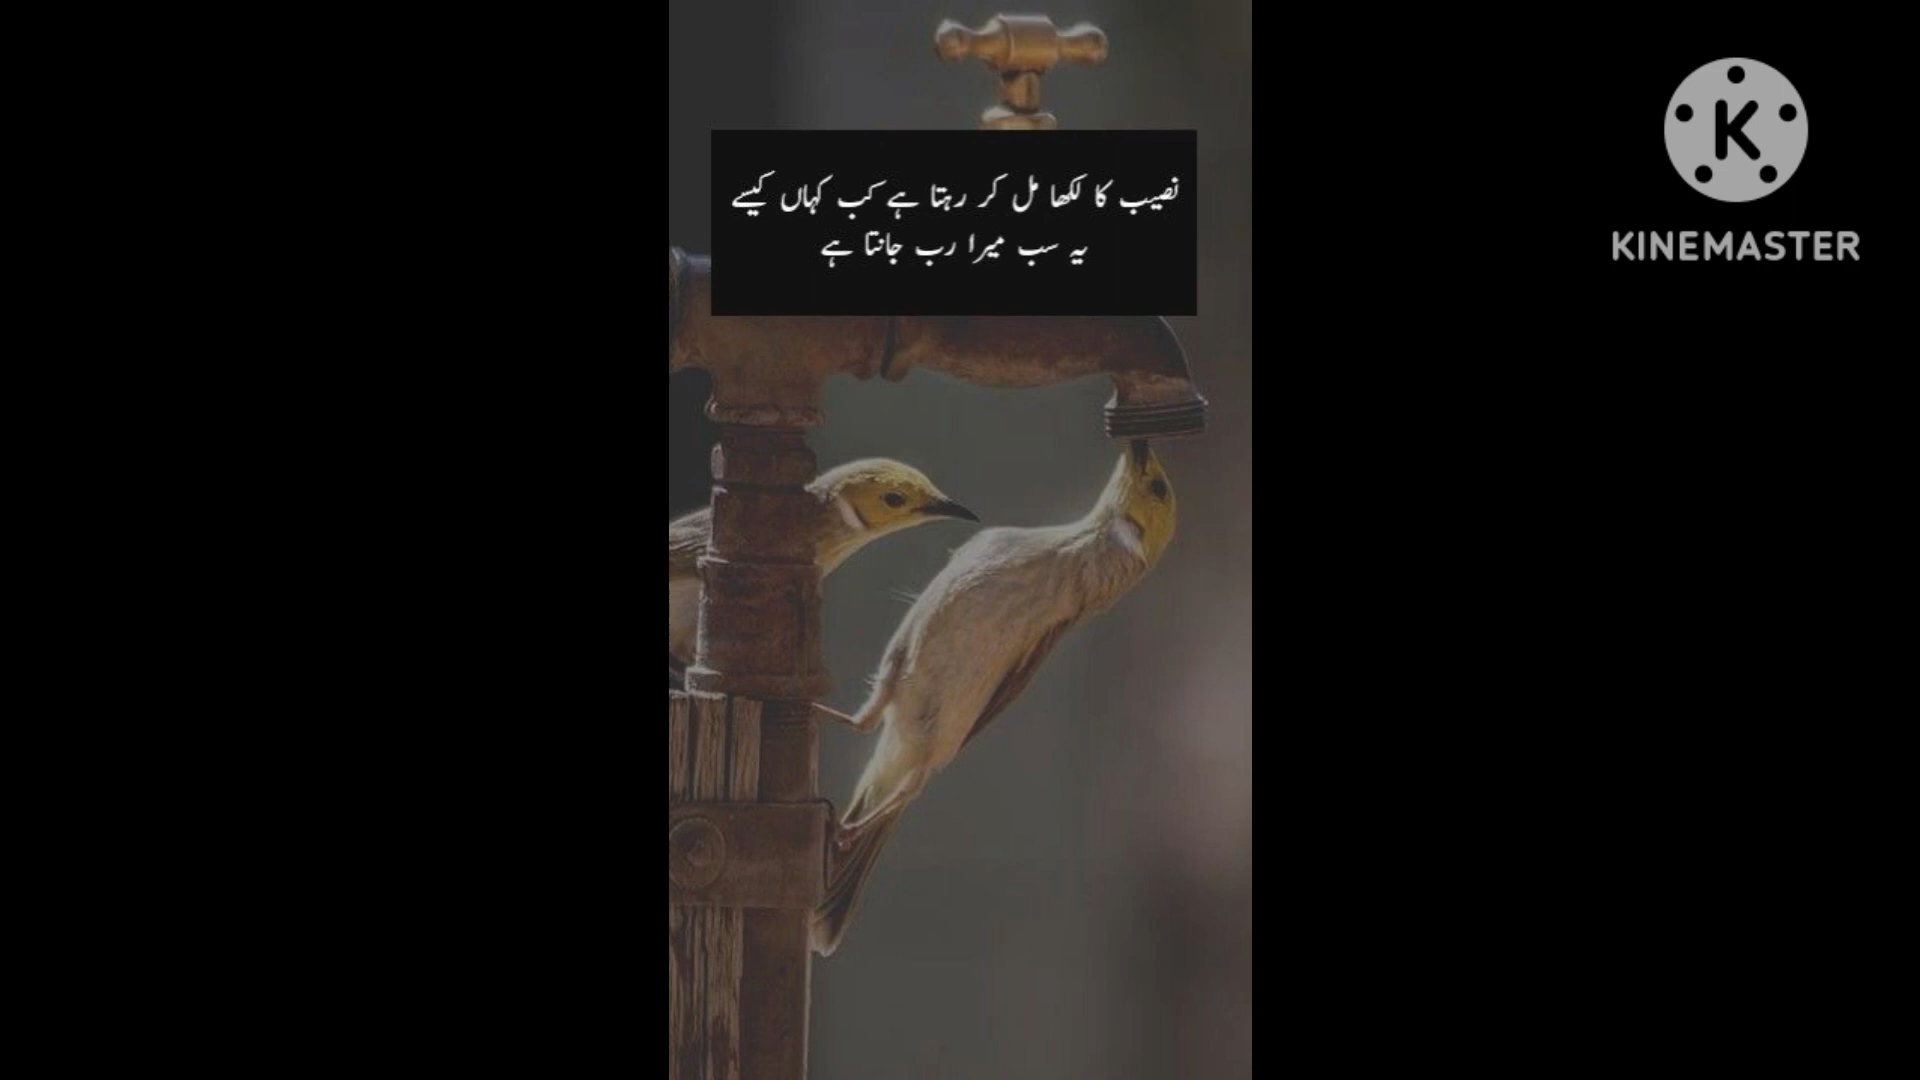 نصیب کا لکھا مل کر رہتا ہے کب کہاں کیسے
یہ سب میرا رب جانتا ہے
K
KINEMASTER